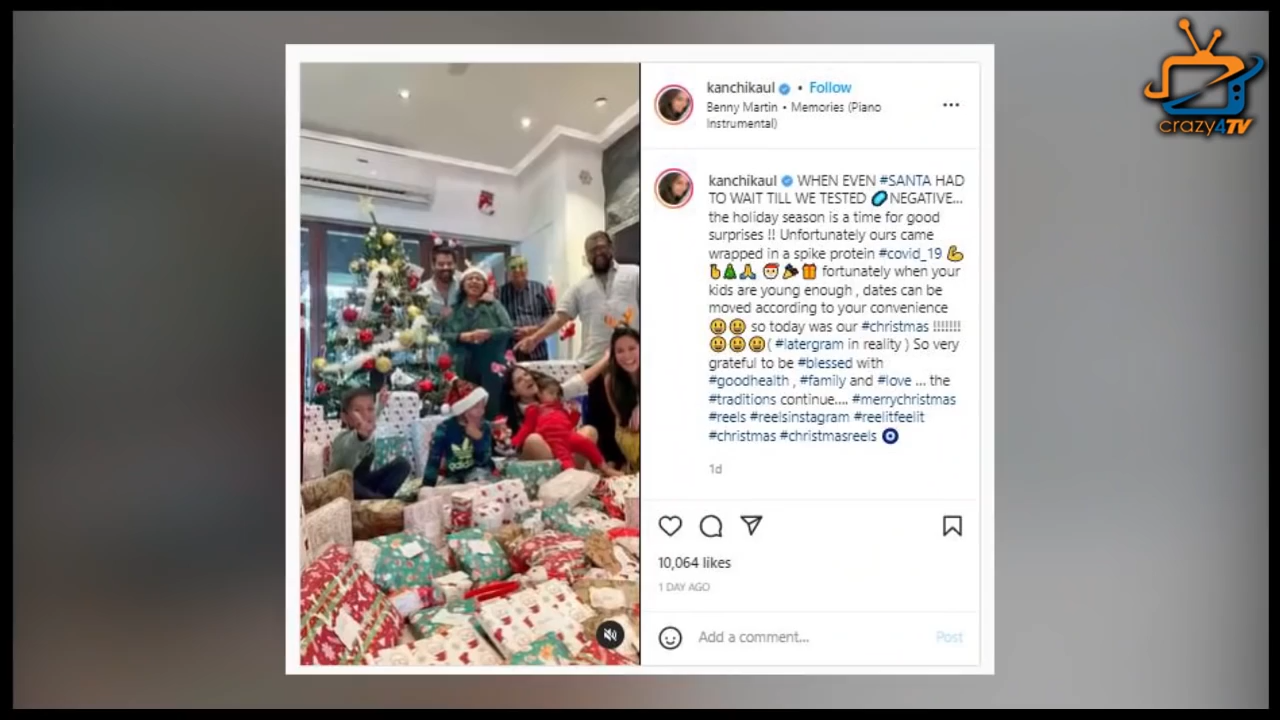 crazy4TV
kanchikaul • Follow
Benny Martin • Memories (Piano
Instrumental)
kanchikaul WHEN EVEN #SANTA HAD
TO WAIT TILL WE TESTED 🧼NEGATIVE...
the holiday season is a time for good
surprises !! Unfortunately ours came
wrapped in a spike protein #covid_19 💪
🎄🙏 🎅🎉🎁 fortunately when your
kids are young enough , dates can be
moved according to your convenience
😀😀 so today was our #christmas !!!!!!!
😀😀😀( #latergram in reality ) So very
grateful to be #blessed with
#goodhealth , #family and #love ... the
#traditions continue.... #merrychristmas
#reels #reelsinstagram #reelitfeelit
#christmas #christmasreels 🧿
1d
10,064 likes
1 DAY AGO
Add a comment...
Post